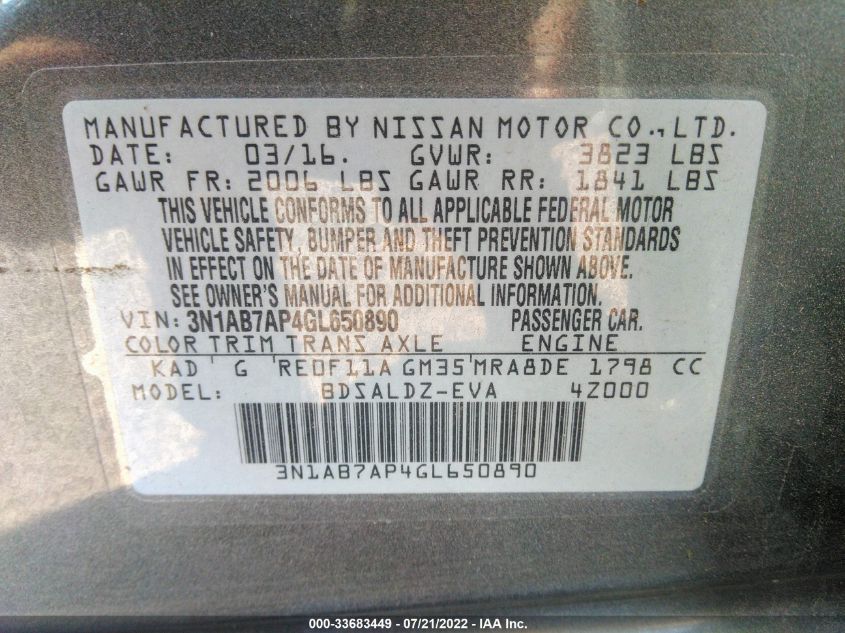 MANUFACTURED BY NISSAN MOTOR CO.,LTD.
DATE: 03/16. GVWR: 3823 LBS
GAWR FR: 2006 LBS GAWR RR: 1841 LBS
THIS VEHICLE CONFORMS TO ALL APPLICABLE FEDERAL MOTOR
VEHICLE SAFETY, BUMPER AND THEFT PREVENTION STANDARDS
IN EFFECT ON THE DATE OF MANUFACTURE SHOWN ABOVE.
SEE OWNER'S MANUAL FOR ADDITIONAL INFORMATION.
VIN: 3N1AB7AP4GL650890 PASSENGER CAR.
COLOR TRIM TRANS AXLE ENGINE
KAD G 'RE0F11A GM35'MRA8DE 1798 CC
MODEL: BDSALDZ-EVA 4Z000
3N1AB7AP4GL650890
000-33683449 - 07/21/2022 - IAA Inc.